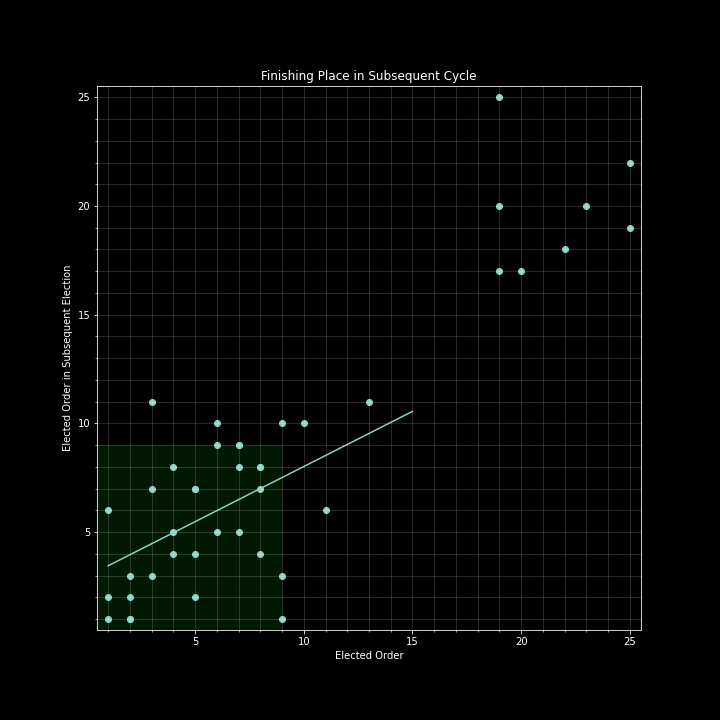 Finishing Place in Subsequent Cycle
Elected Order in Subsequent Election
25
20
15
10
5
5 10 15 20 25
Elected Order